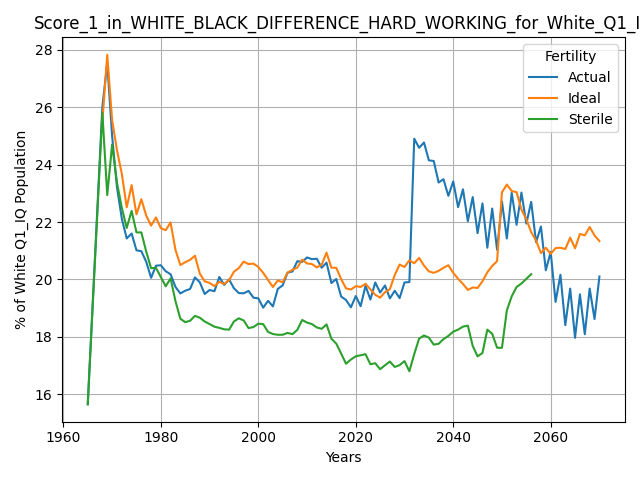 Score_1_in_WHITE_BLACK_DIFFERENCE_HARD_WORKING_for_White_Q1_I
28
26
24
22
20
18
16
% of White Q1_IQ Population
Fertility
Actual
Ideal
Sterile
1960
1980
2000
2020
2040
2060
Years